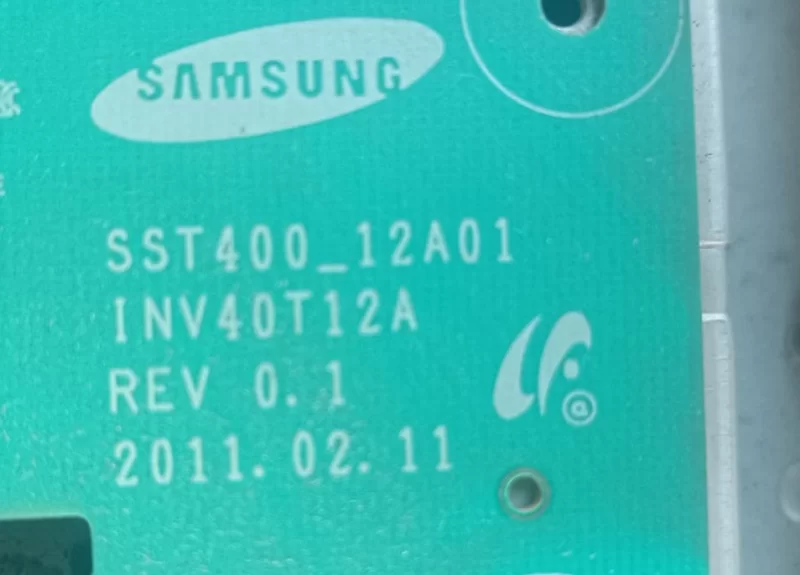 SAMSUNG
SST400_12A01
INV40T12A
REV 0.1
2011.02.11